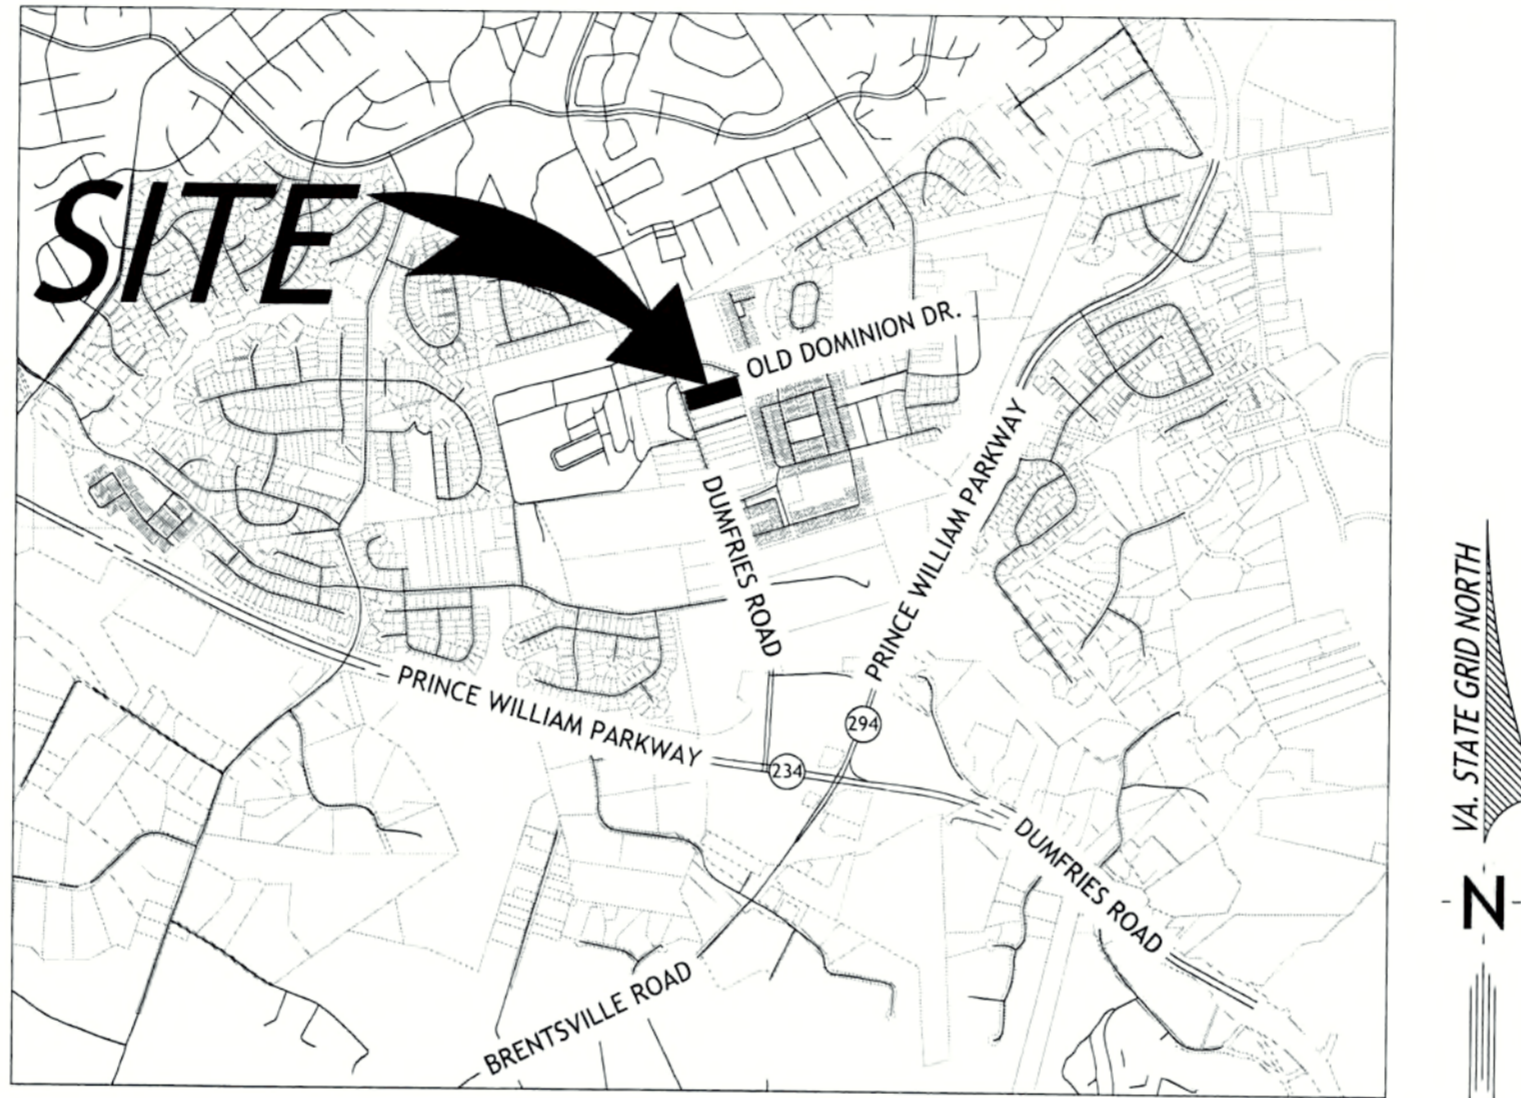 SITE
OLD DOMINION DR.
DUMFRIES ROAD
PRINCE WILLIAM PARKWAY
PRINCE WILLIAM PARKWAY
294
234
DUMFRIES ROAD
BRENTSVILLE ROAD
VA. STATE GRID NORTH
N